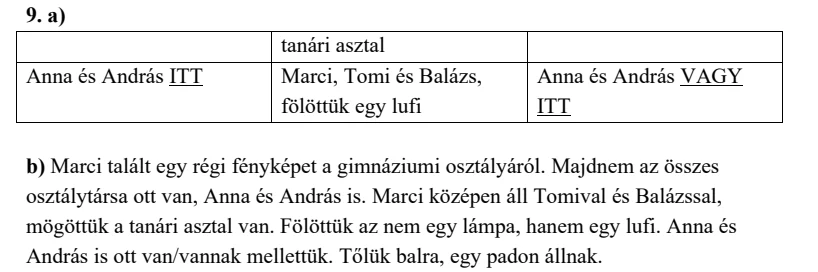 9. a)
tanári asztal
Anna és András ITT
Marci, Tomi és Balázs,
fölöttük egy lufi
Anna és András VAGY
ITT
b) Marci talált egy régi fényképet a gimnáziumi osztályáról. Majdnem az összes
osztálytársa ott van, Anna és András is. Marci középen áll Tomival és Balázzsal,
mögöttük a tanári asztal van. Fölöttük az nem egy lámpa, hanem egy lufi. Anna és
András is ott van/vannak mellettük. Tőlük balra, egy padon állnak.